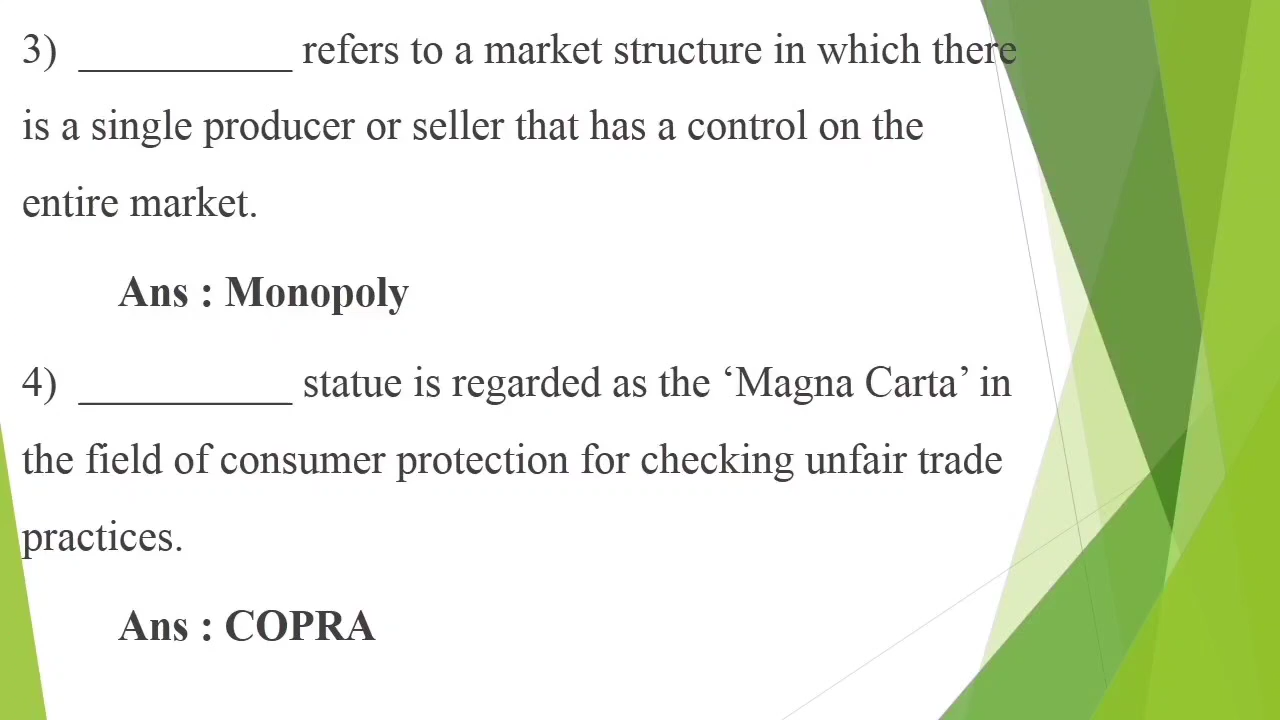 3) __________ refers to a market structure in which there
is a single producer or seller that has a control on the
entire market.
Ans : Monopoly
4) __________ statue is regarded as the ‘Magna Carta’ in
the field of consumer protection for checking unfair trade
practices.
Ans : COPRA